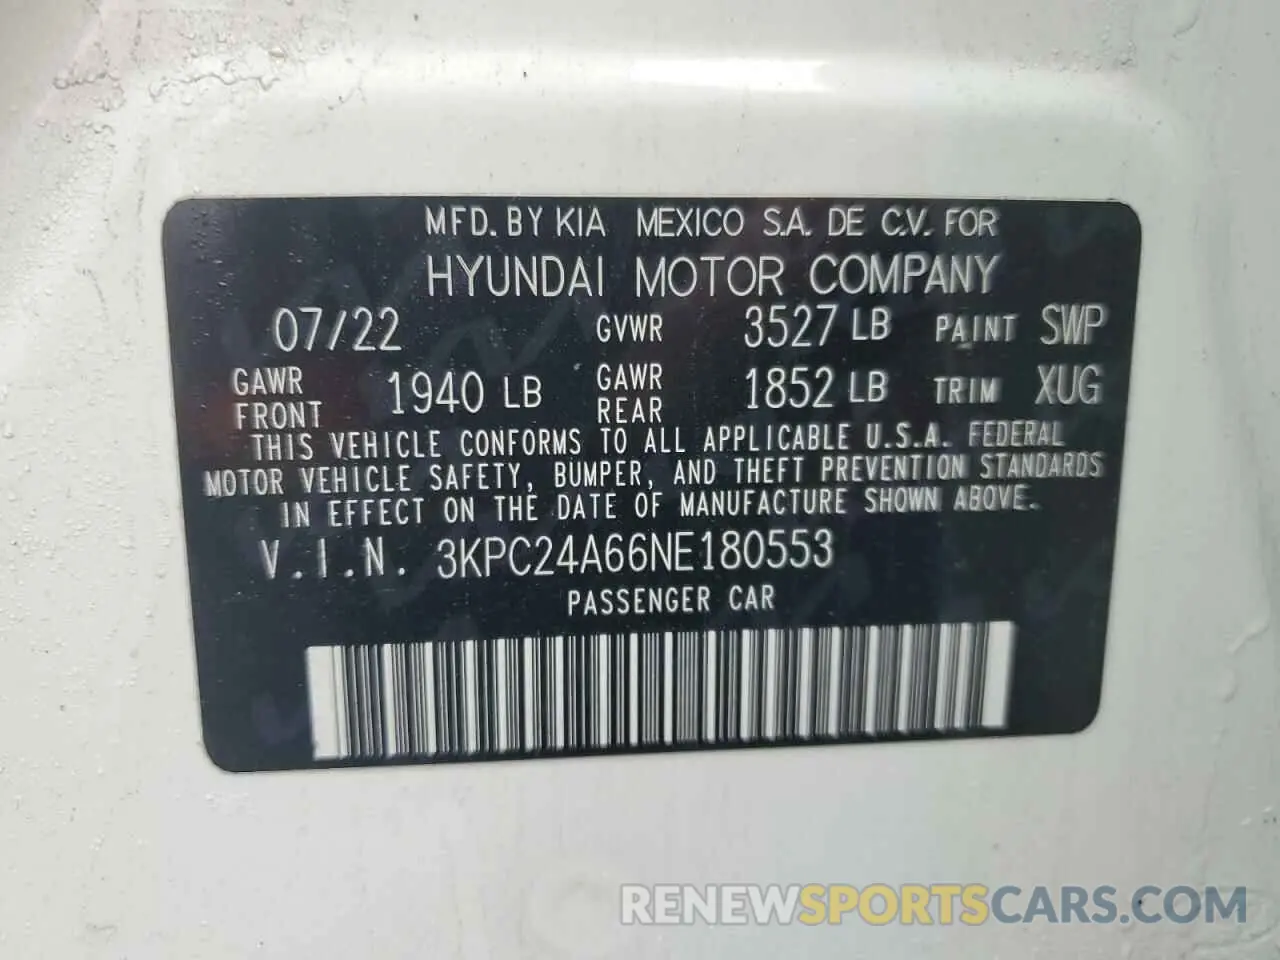 MFD. BY KIA MEXICO S.A. DE C.V. FOR
HYUNDAI MOTOR COMPANY
07/22 GVWR 3527 LB PAINT SWP
GAWR FRONT 1940 LB GAWR REAR 1852 LB TRIM XUG
THIS VEHICLE CONFORMS TO ALL APPLICABLE U.S.A. FEDERAL
MOTOR VEHICLE SAFETY, BUMPER, AND THEFT PREVENTION STANDARDS
IN EFFECT ON THE DATE OF MANUFACTURE SHOWN ABOVE.
V.I.N. 3KPC24A66NE180553
PASSENGER CAR
RENEWSPORTSCARS.COM